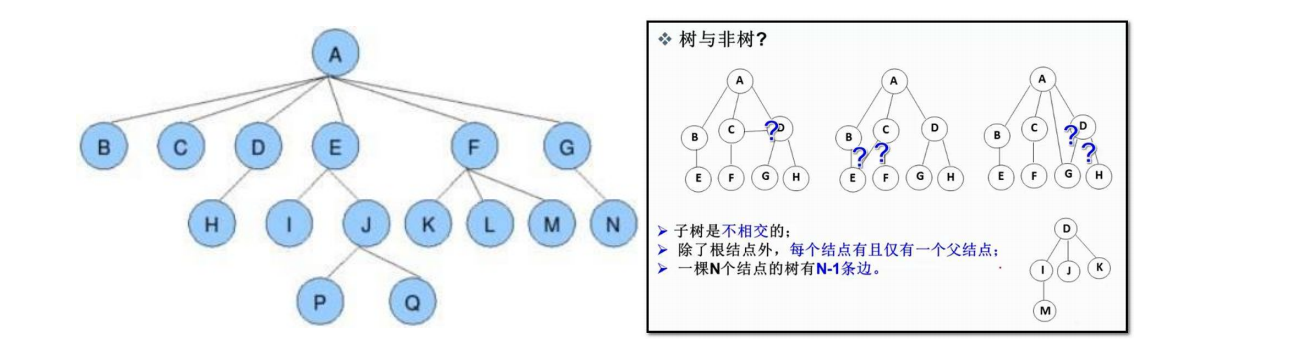 A
B C D E F G
H I J K L M N
P Q
❖ 树与非树?
A
B C ? D
E F G H
A
B C D
? ?
E F G H
A
B C ? D
?
E F G H
➢ 子树是不相交的;
➢ 除了根结点外，每个结点有且仅有一个父结点;
➢ 一棵N个结点的树有N-1条边。
D
I J K
M